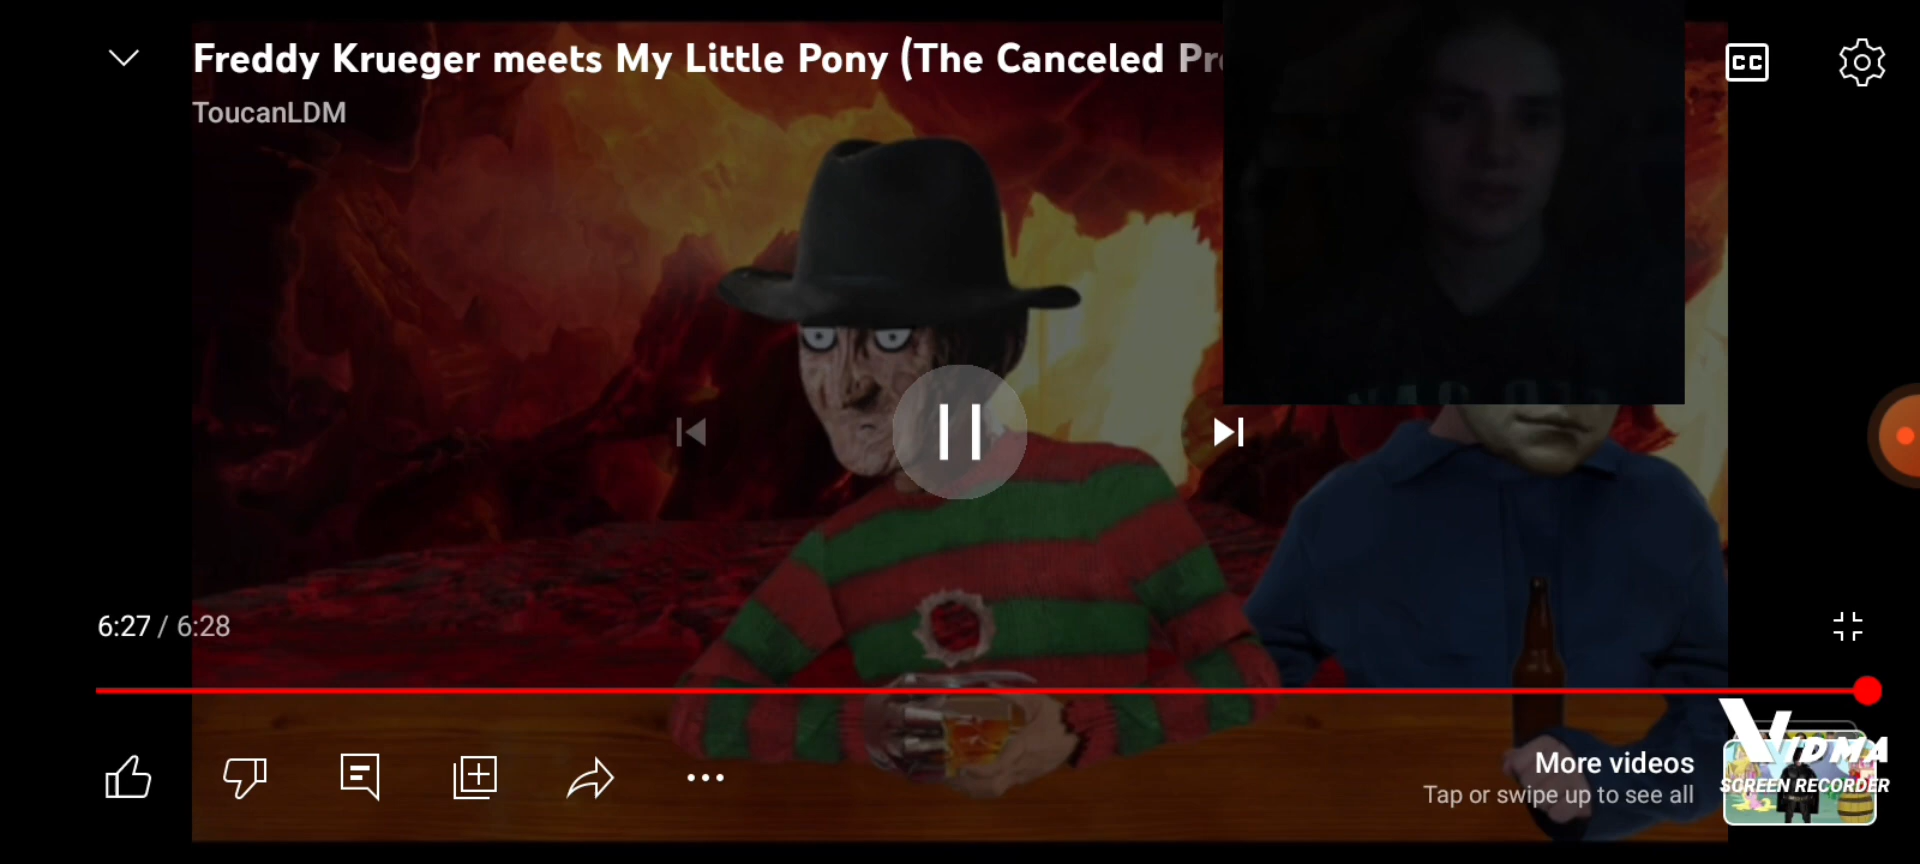 Freddy Krueger meets My Little Pony (The Canceled Pr
CC
ToucanLDM
6:27 / 6:28
More videos
Tap or swipe up to see all
VIDMA
SCREEN RECORDER